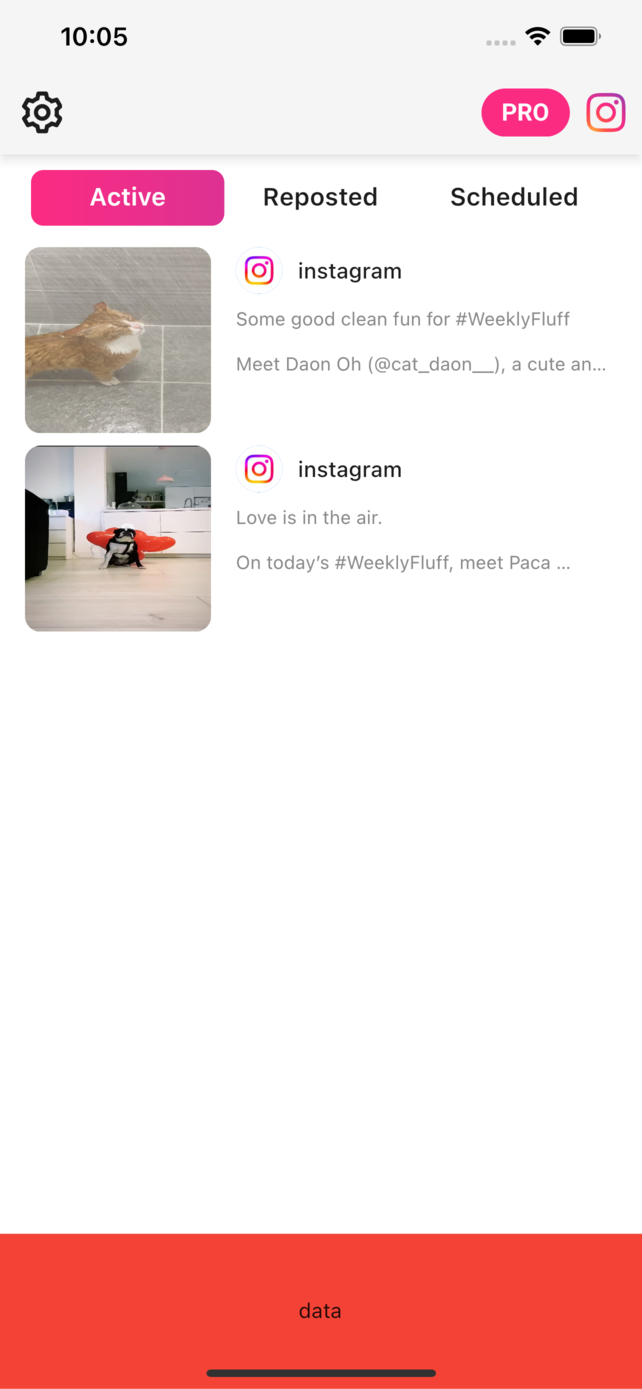 10:05
PRO
Active Reposted Scheduled
instagram
Some good clean fun for #WeeklyFluff
Meet Daon Oh (@cat_daon__), a cute an...
instagram
Love is in the air.
On today’s #WeeklyFluff, meet Paca ...
data